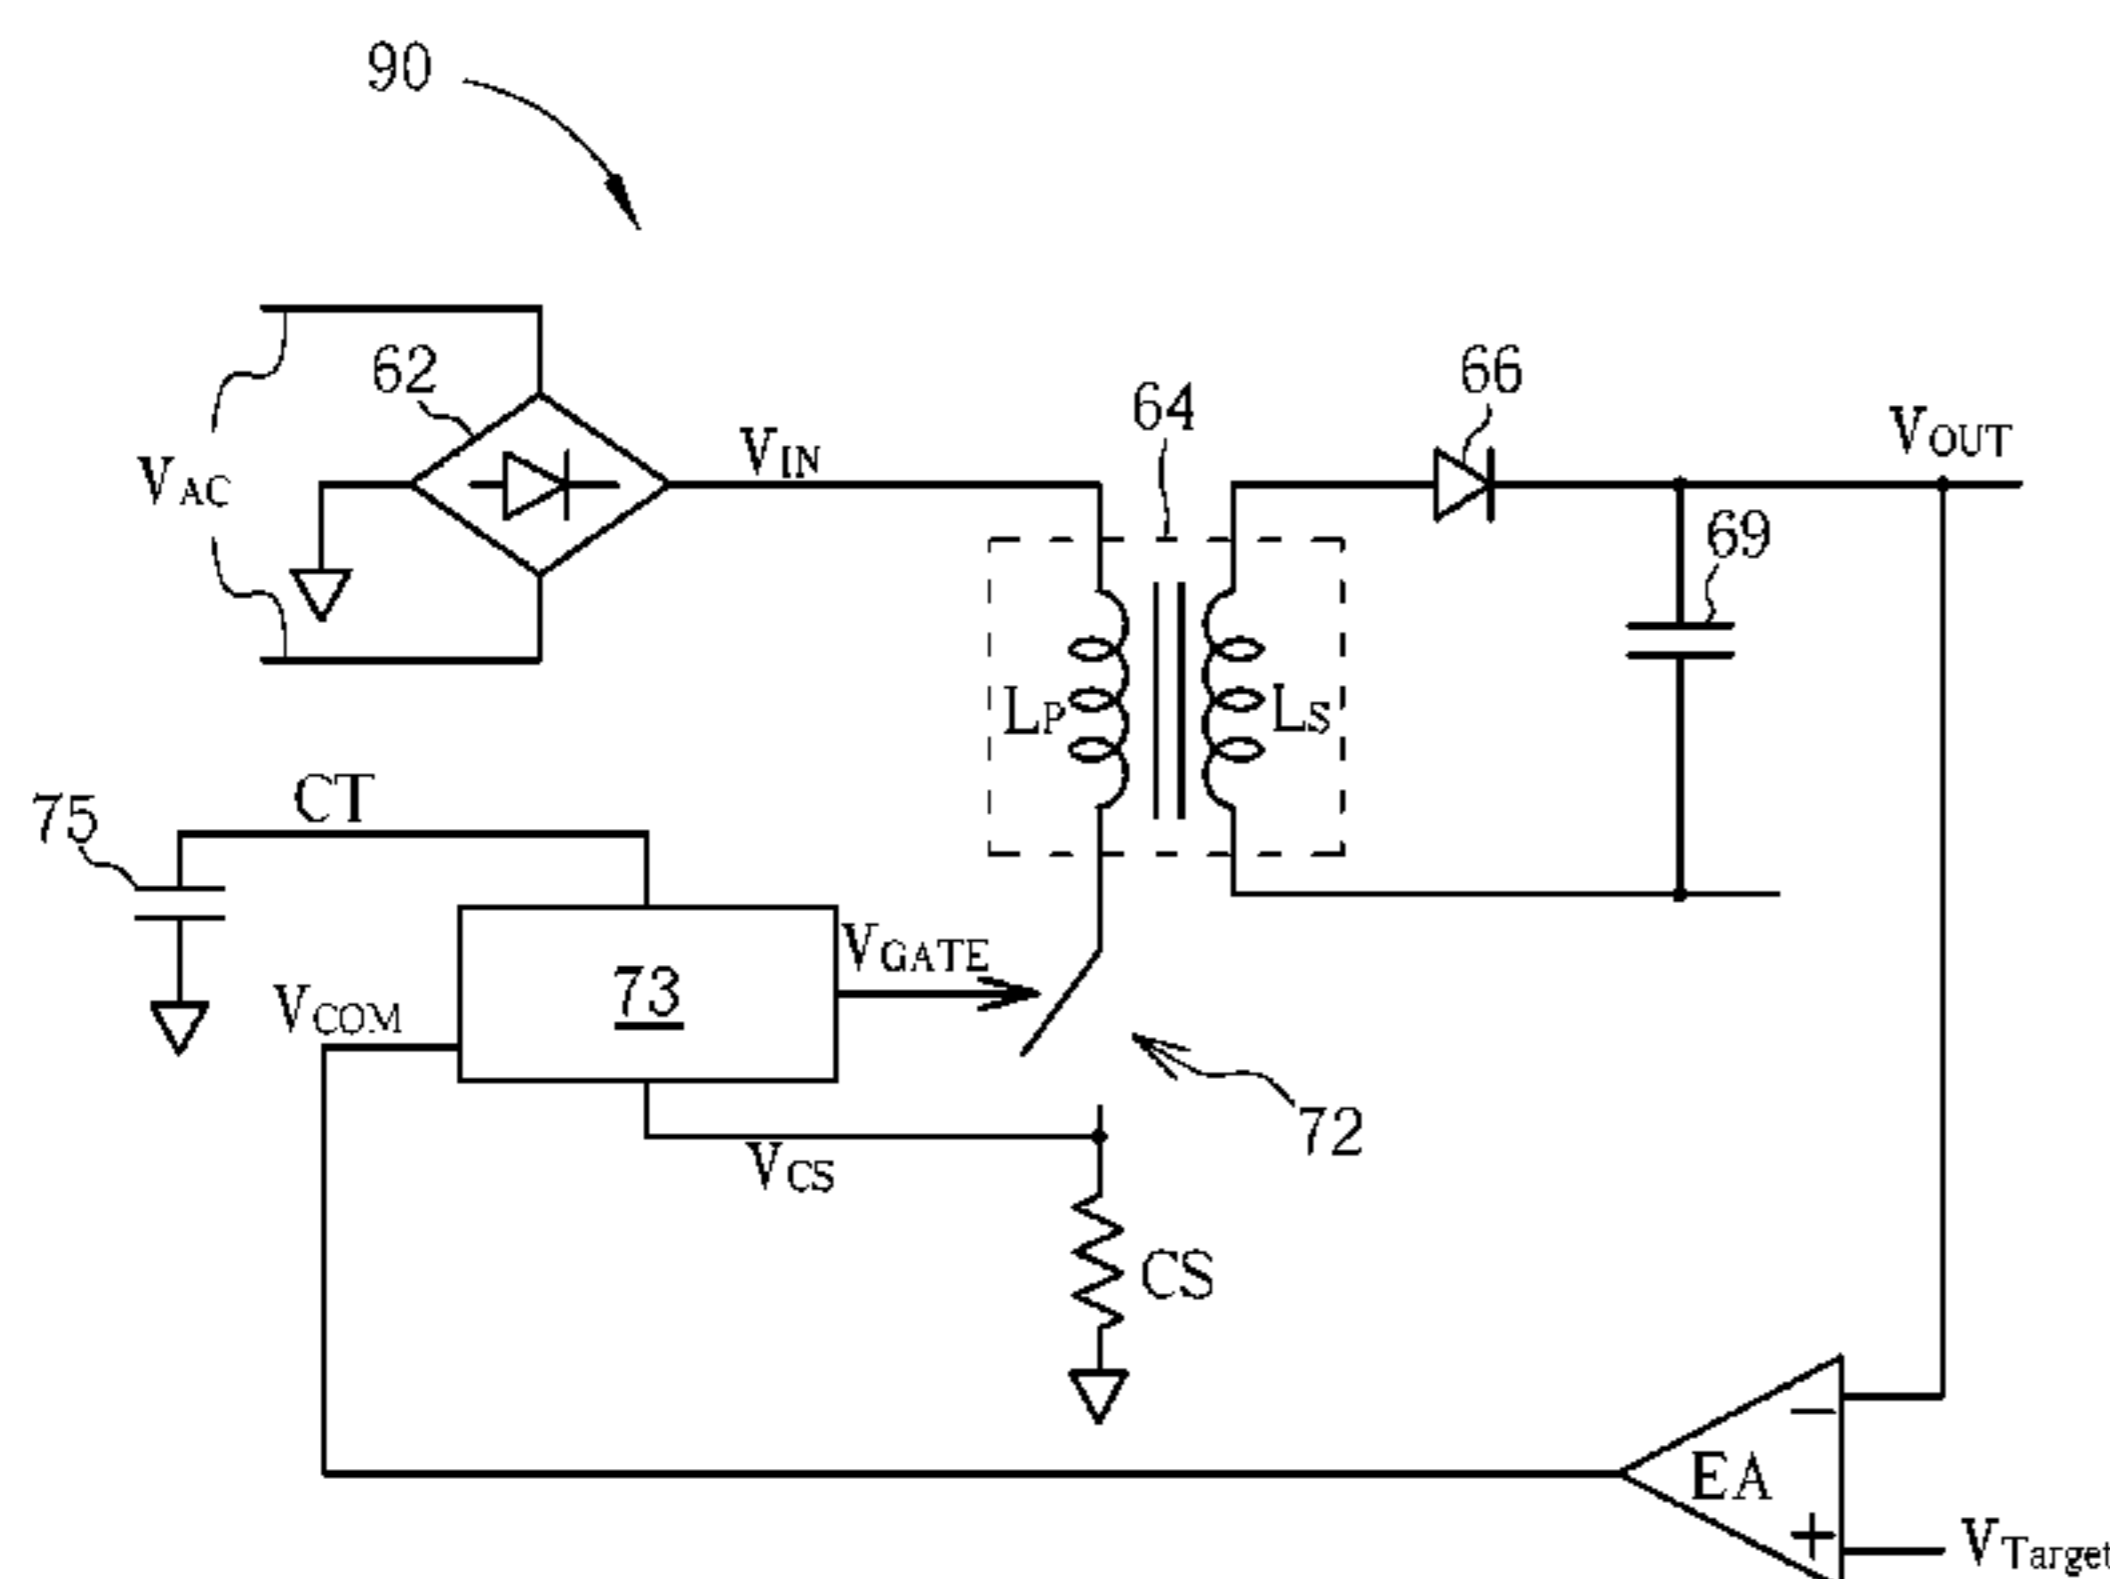 90
62
66
64
VIN
VOUT
VAC
69
LP
LS
CT
75
VGATE
73
VCOM
72
VCS
CS
EA
−
+
VTarget